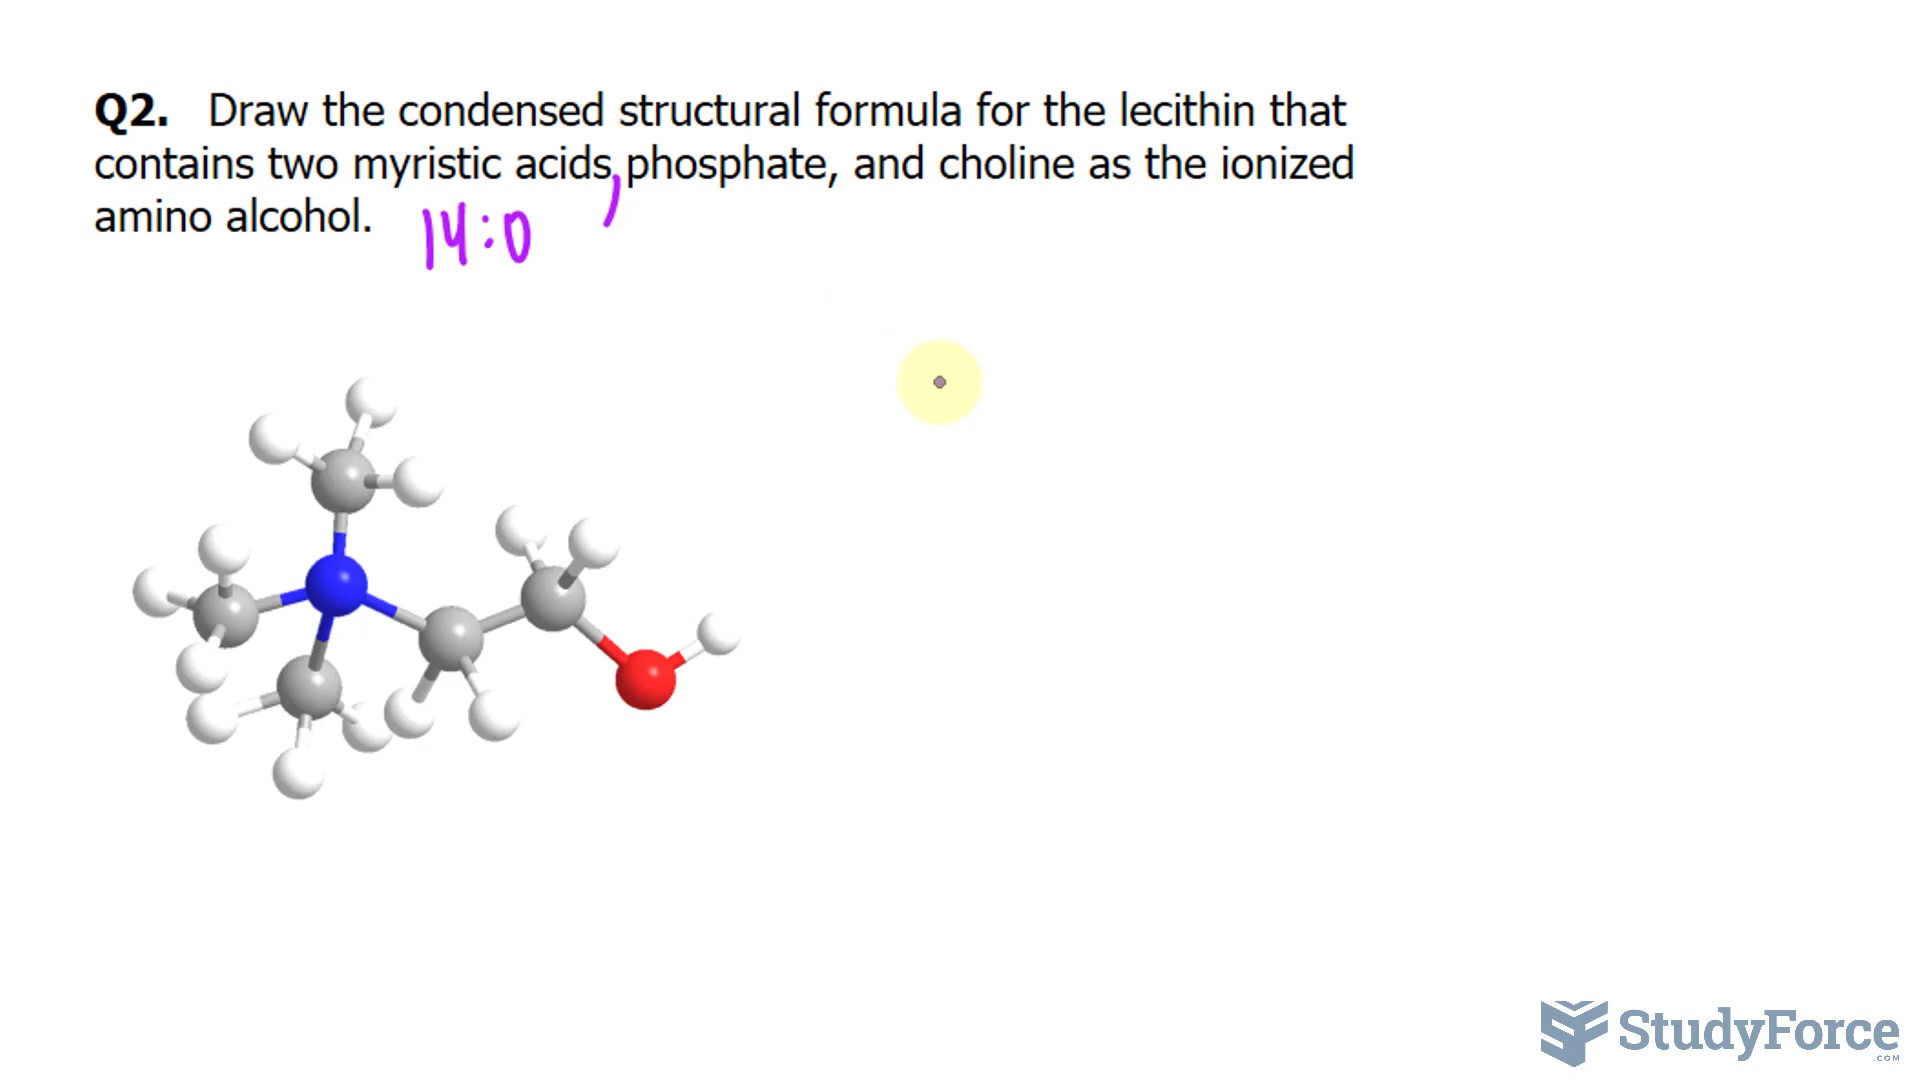 Q2. Draw the condensed structural formula for the lecithin that
contains two myristic acids, phosphate, and choline as the ionized
amino alcohol.
14:0 ,
StudyForce
.COM